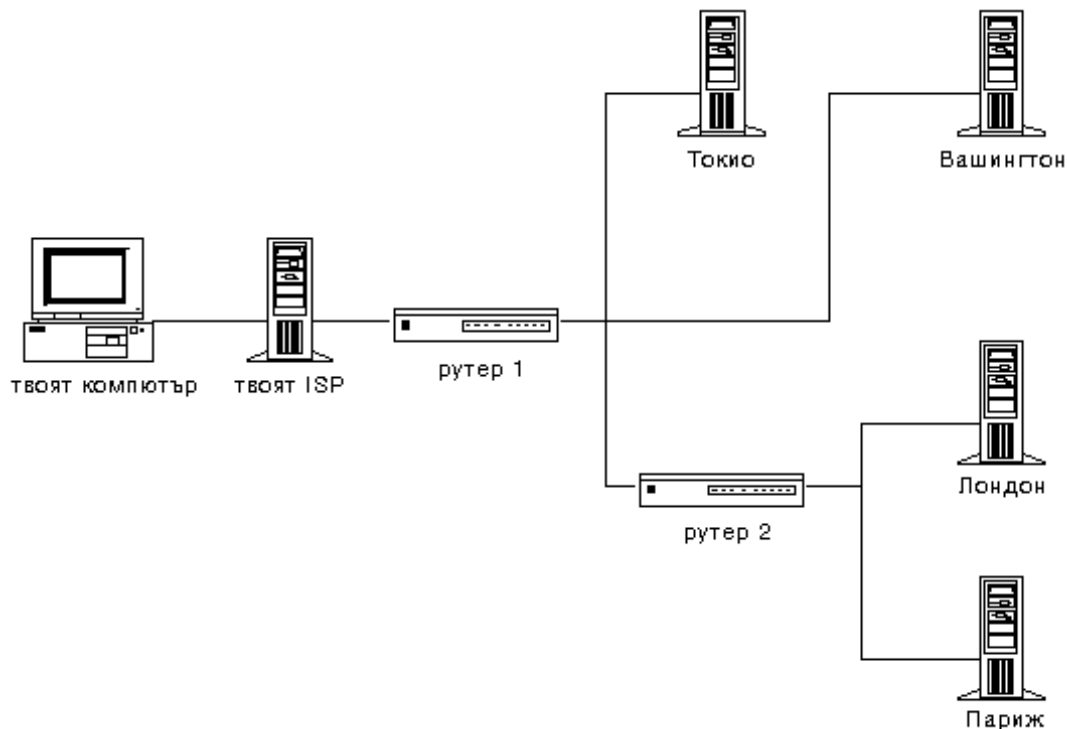 Токио
Вашингтон
твоят компютър
твоят ISP
рутер 1
Лондон
рутер 2
Париж